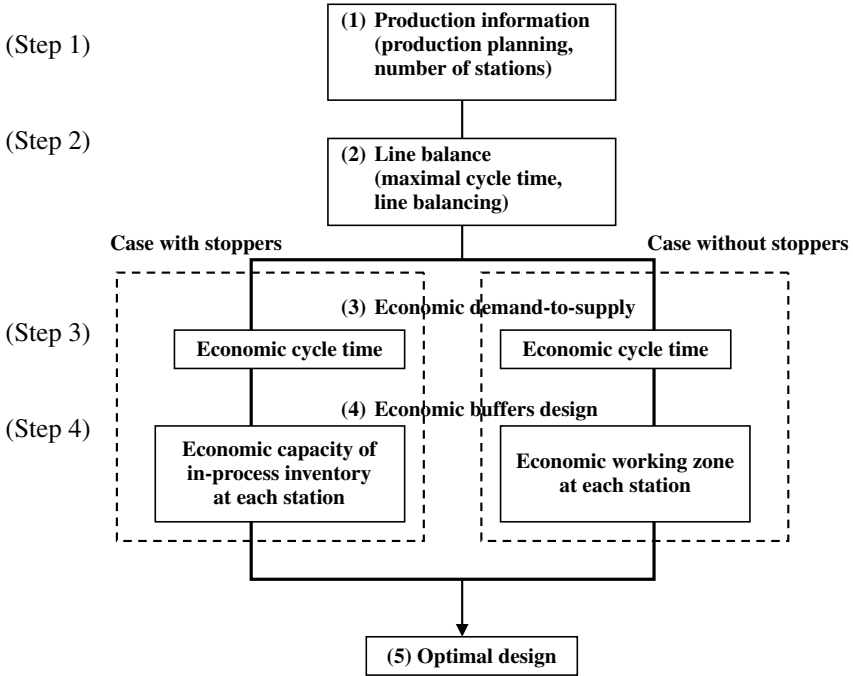 (Step 1)
(1) Production information
(production planning,
number of stations)
(Step 2)
(2) Line balance
(maximal cycle time,
line balancing)
Case with stoppers
Case without stoppers
(3) Economic demand-to-supply
(Step 3)
Economic cycle time
Economic cycle time
(4) Economic buffers design
(Step 4)
Economic capacity of
in-process inventory
at each station
Economic working zone
at each station
(5) Optimal design